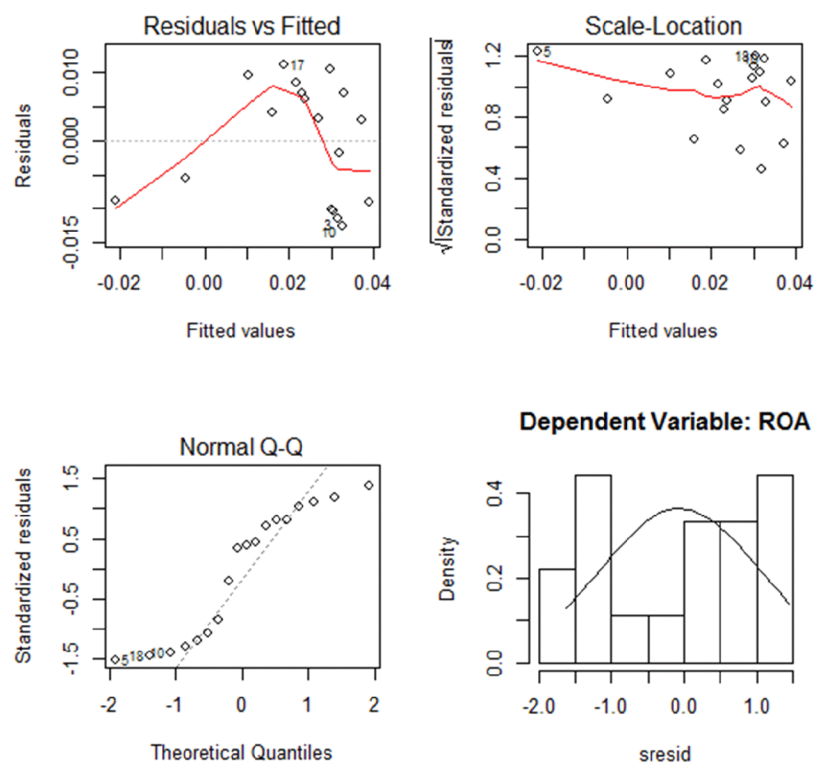 Residuals vs Fitted
Residuals
0.010
0.000
-0.015
17
3
10
-0.02 0.00 0.02 0.04
Fitted values
Scale-Location
√|Standardized residuals|
1.2
0.8
0.4
0.0
5
-0.02 0.00 0.02 0.04
Fitted values
Normal Q-Q
Standardized residuals
1.5
0.5
-0.5
-1.5
5 18 10
-2 -1 0 1 2
Theoretical Quantiles
Dependent Variable: ROA
Density
0.4
0.2
0.0
-2.0 -1.0 0.0 1.0
sresid